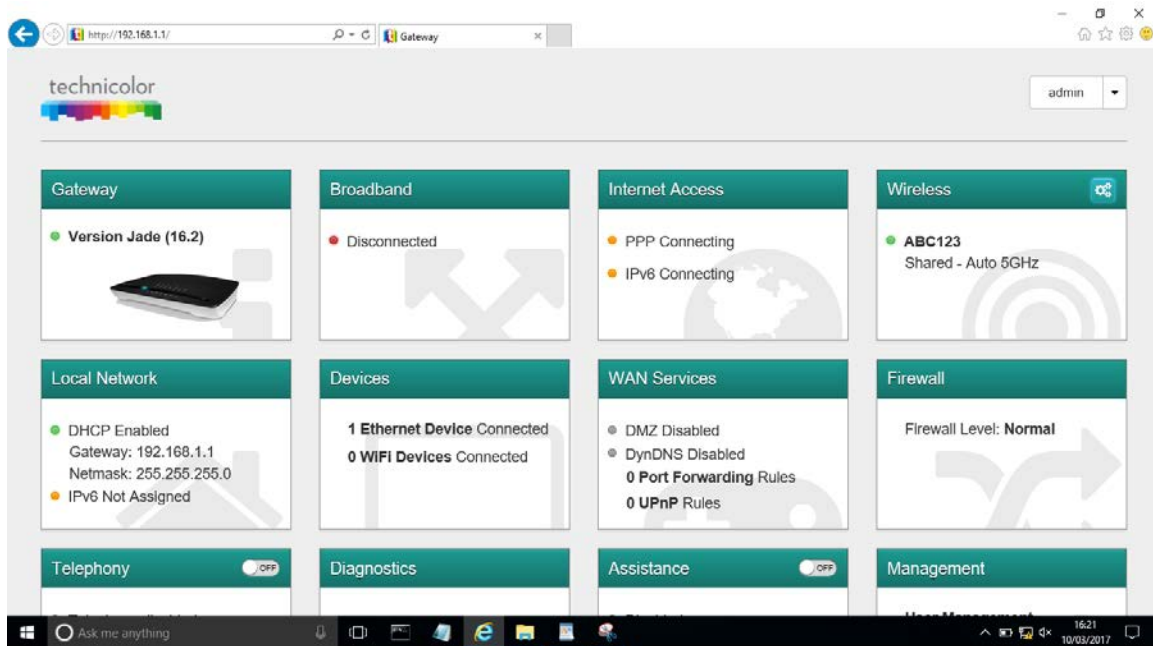 http://192.168.1.1/
Gateway
technicolor
admin
Gateway
Version Jade (16.2)
Broadband
Disconnected
Internet Access
PPP Connecting
IPv6 Connecting
Wireless
ABC123
Shared - Auto 5GHz
Local Network
DHCP Enabled
Gateway: 192.168.1.1
Netmask: 255.255.255.0
IPv6 Not Assigned
Devices
1 Ethernet Device Connected
0 WiFi Devices Connected
WAN Services
DMZ Disabled
DynDNS Disabled
0 Port Forwarding Rules
0 UPnP Rules
Firewall
Firewall Level: Normal
Telephony
OFF
Diagnostics
Assistance
OFF
Management
Ask me anything
16:21
10/03/2017